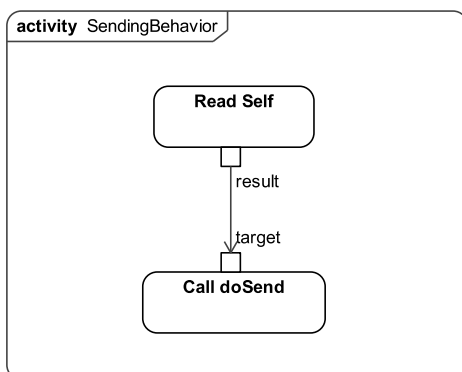 activity SendingBehavior
Read Self
result
target
Call doSend